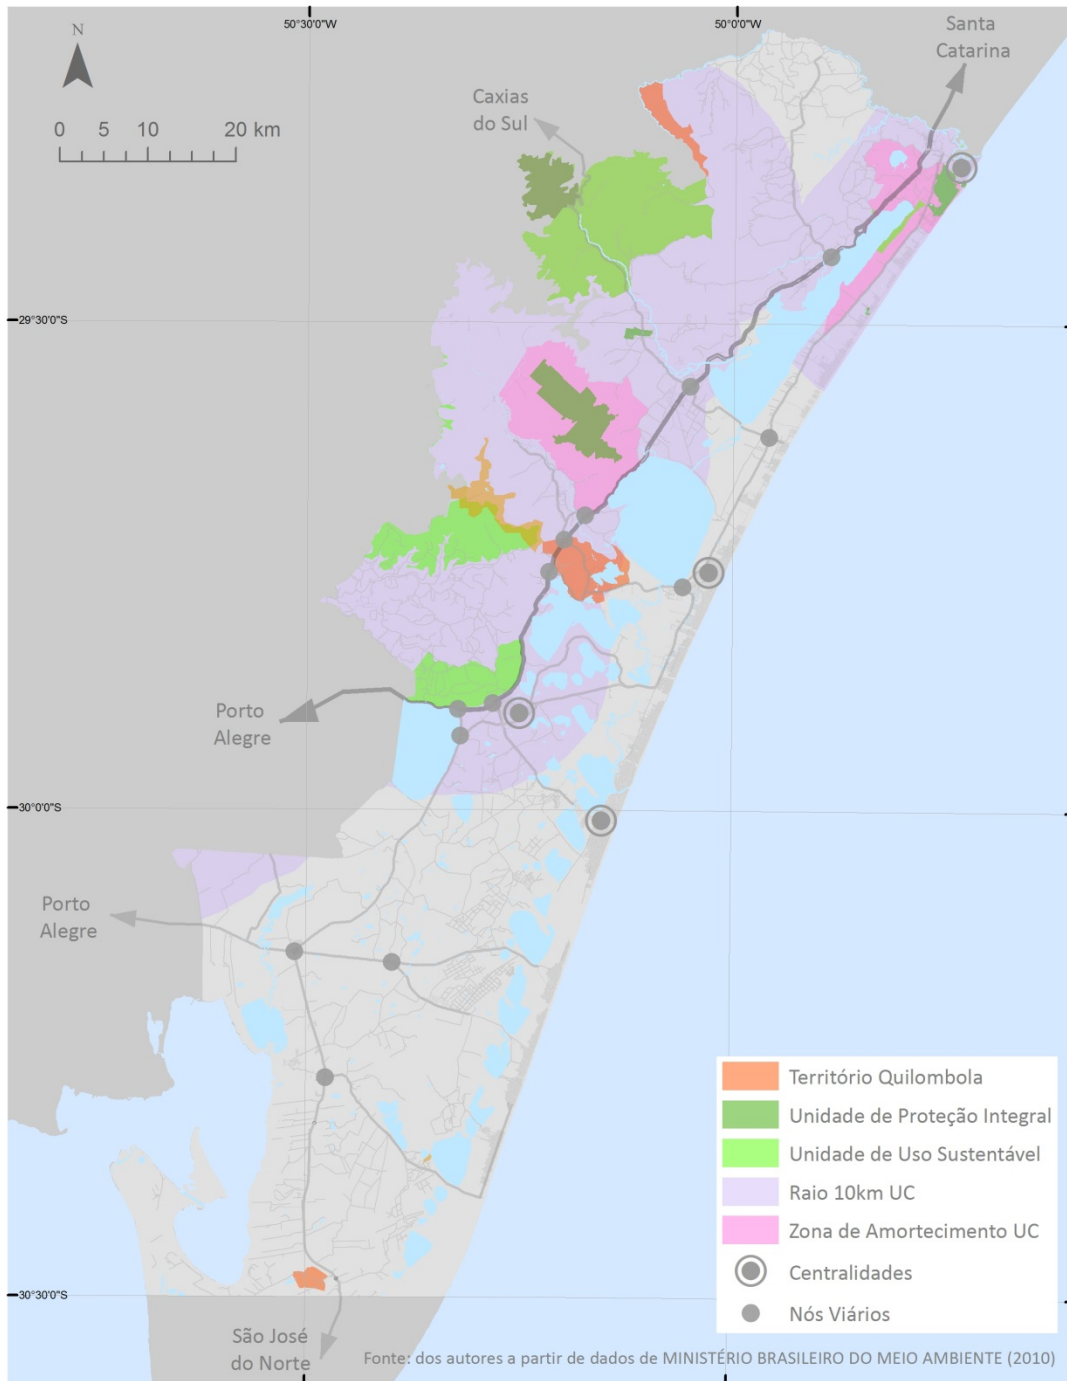 50°30'0"W
50°0'0"W
Santa
Catarina
N
Caxias
do Sul
0 5 10 20 km
29°30'0"S
Porto
Alegre
30°0'0"S
Porto
Alegre
Território Quilombola
Unidade de Proteção Integral
Unidade de Uso Sustentável
Raio 10km UC
Zona de Amortecimento UC
Centralidades
30°30'0"S
Nós Viários
São José
do Norte
Fonte: dos autores a partir de dados de MINISTÉRIO BRASILEIRO DO MEIO AMBIENTE (2010)